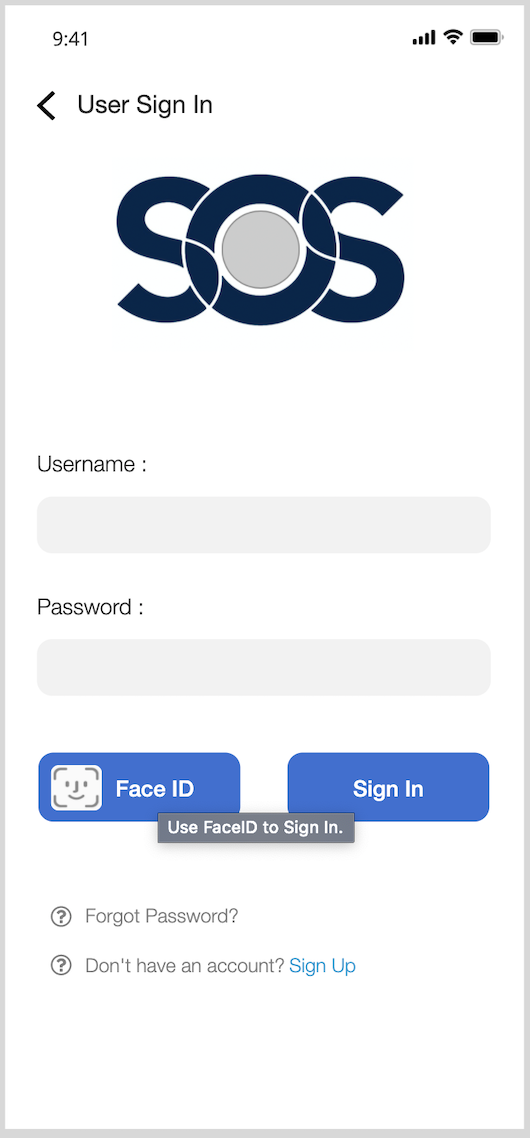 9:41
User Sign In
SOS
Username :
Password :
Face ID
Sign In
Use FaceID to Sign In.
Forgot Password?
Don't have an account? Sign Up